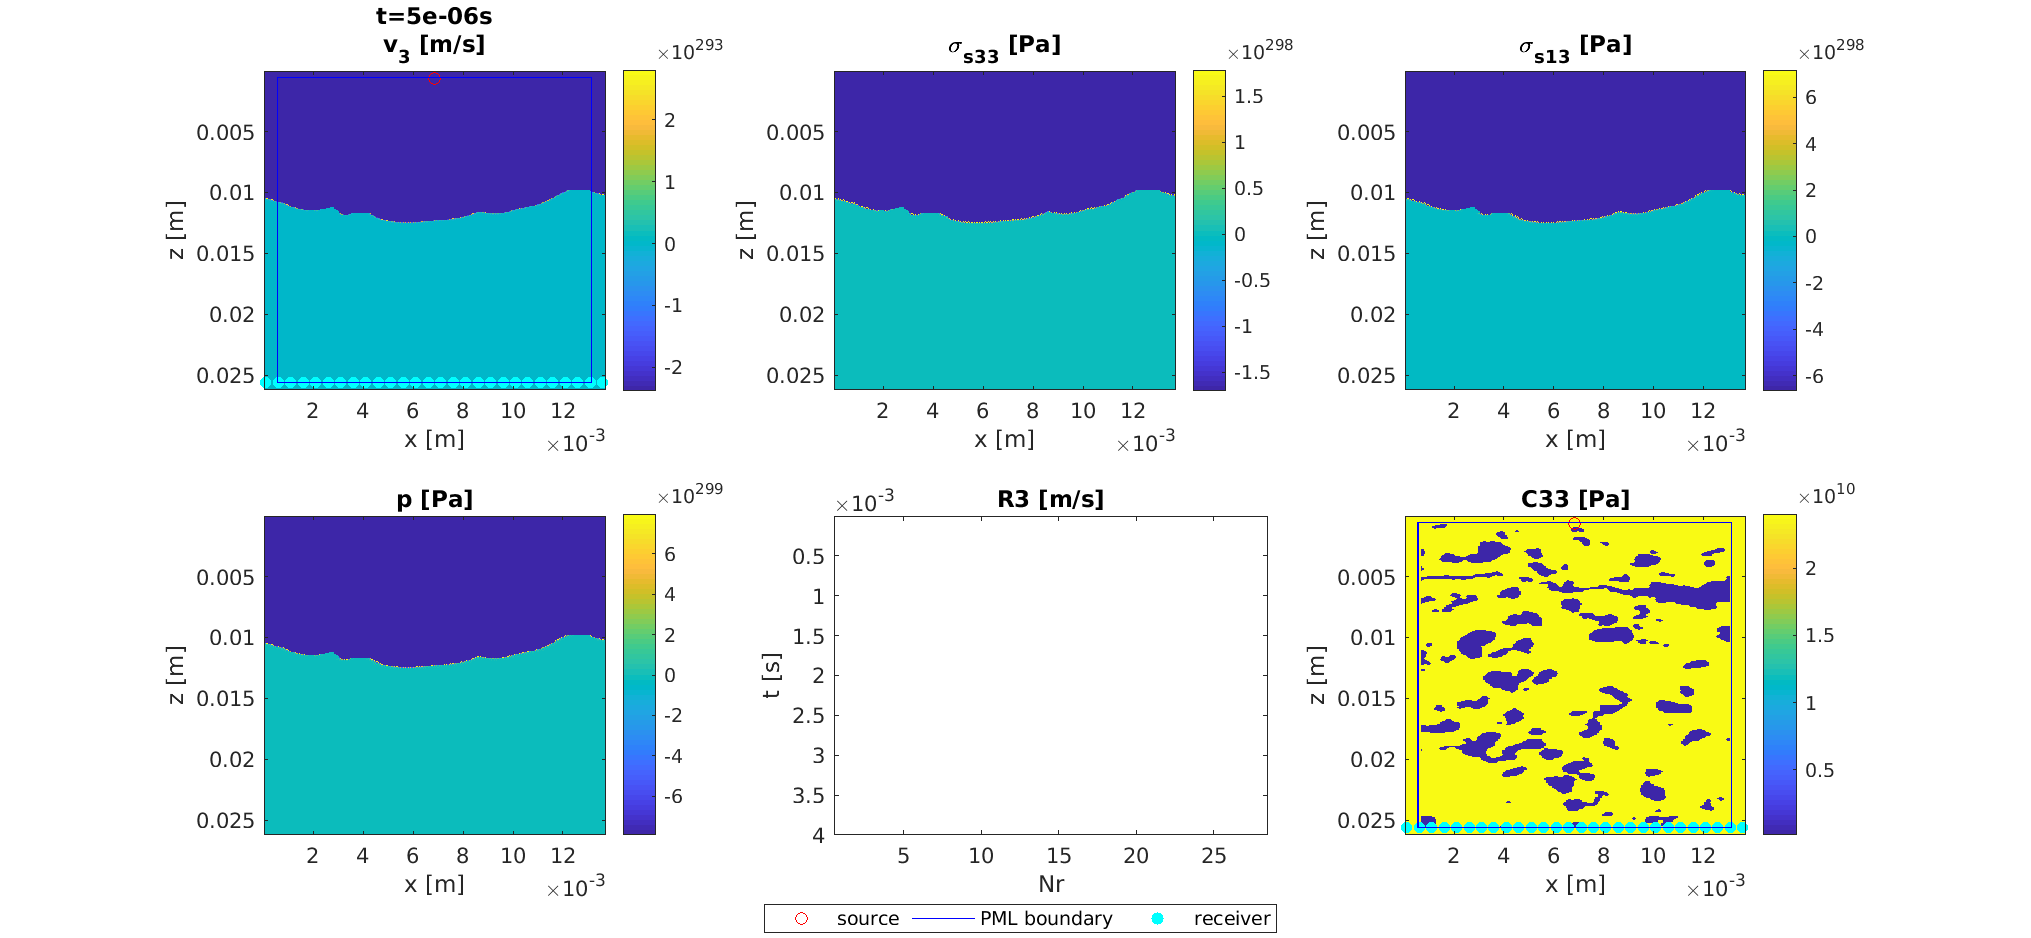 t=5e-06s
v3 [m/s]
×10^293
0.005
0.01
0.015
0.02
0.025
z [m]
2
1
0
-1
-2
2 4 6 8 10 12
x [m]
×10^-3
σs33 [Pa]
×10^298
0.005
0.01
0.015
0.02
0.025
z [m]
1.5
1
0.5
0
-0.5
-1
-1.5
2 4 6 8 10 12
x [m]
×10^-3
σs13 [Pa]
×10^298
0.005
0.01
0.015
0.02
0.025
z [m]
6
4
2
0
-2
-4
-6
2 4 6 8 10 12
x [m]
×10^-3
p [Pa]
×10^299
0.005
0.01
0.015
0.02
0.025
z [m]
6
4
2
0
-2
-4
-6
2 4 6 8 10 12
x [m]
×10^-3
×10^-3
R3 [m/s]
0.5
1
1.5
2
2.5
3
3.5
4
t [s]
5 10 15 20 25
Nr
C33 [Pa]
×10^10
0.005
0.01
0.015
0.02
0.025
z [m]
2
1.5
1
0.5
2 4 6 8 10 12
x [m]
×10^-3
source PML boundary receiver